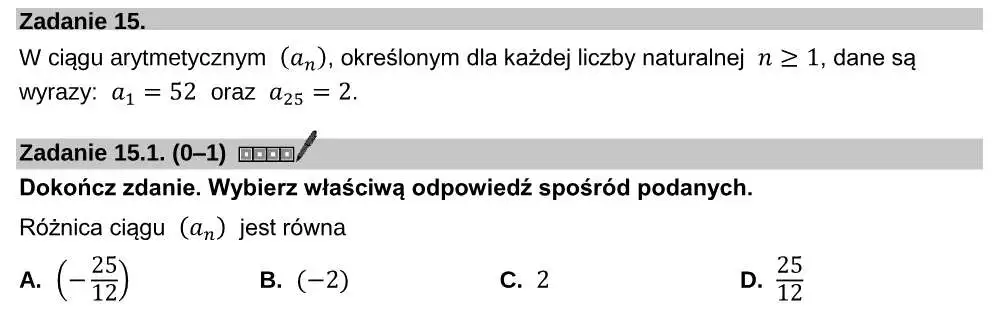 Zadanie 15.
W ciągu arytmetycznym (aₙ), określonym dla każdej liczby naturalnej n ≥ 1, dane są
wyrazy: a₁ = 52 oraz a₂₅ = 2.
Zadanie 15.1. (0–1)
Dokończ zdanie. Wybierz właściwą odpowiedź spośród podanych.
Różnica ciągu (aₙ) jest równa
A. (−25/12) B. (−2) C. 2 D. 25/12